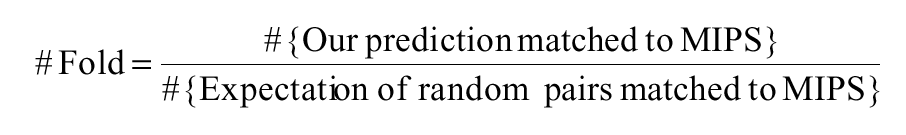 #Fold = #{Our prediction matched to MIPS}
#{Expectation of random pairs matched to MIPS}